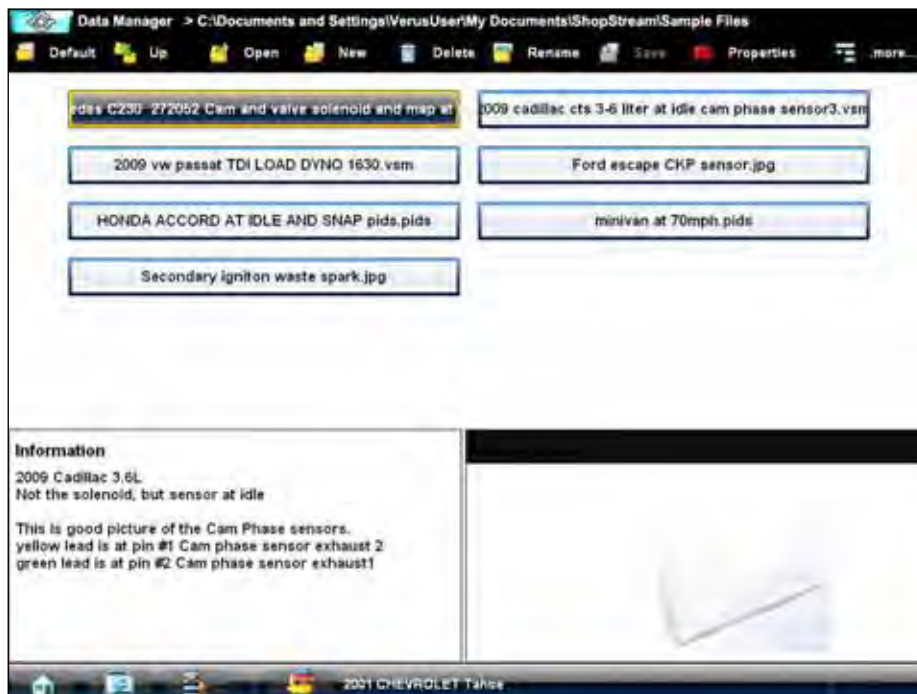 Data Manager > C:\Documents and Settings\VerusUser\My Documents\ShopStream\Sample Files
Default Up Open New Delete Rename Save Properties more...
edes C230 272052 Cam and valve solenoid and map at
2009 cadillac cts 3-6 liter at idle cam phase sensor3.vsm
2009 vw passat TDI LOAD DYNO 1630.vsm
Ford escape CKP sensor.jpg
HONDA ACCORD AT IDLE AND SNAP pids.pids
minivan at 70mph.pids
Secondary igniton waste spark.jpg
Information
2009 Cadillac 3.6L
Not the solenoid, but sensor at idle
This is good picture of the Cam Phase sensors.
yellow lead is at pin #1 Cam phase sensor exhaust 2
green lead is at pin #2 Cam phase sensor exhaust1
2001 CHEVROLET Tahoe